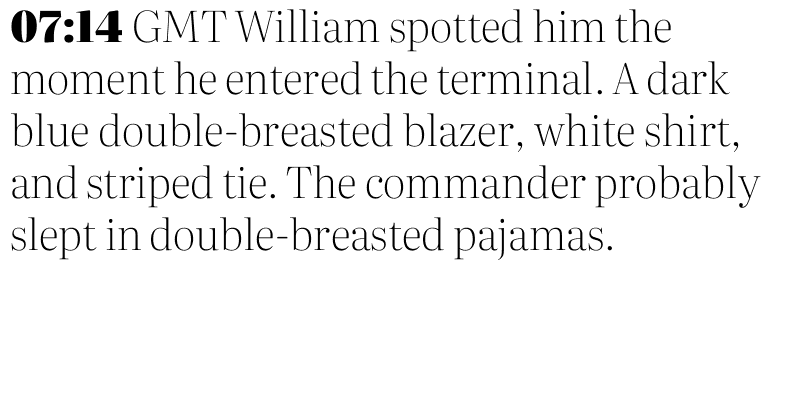 07:14 GMT William spotted him the
moment he entered the terminal. A dark
blue double-breasted blazer, white shirt,
and striped tie. The commander probably
slept in double-breasted pajamas.